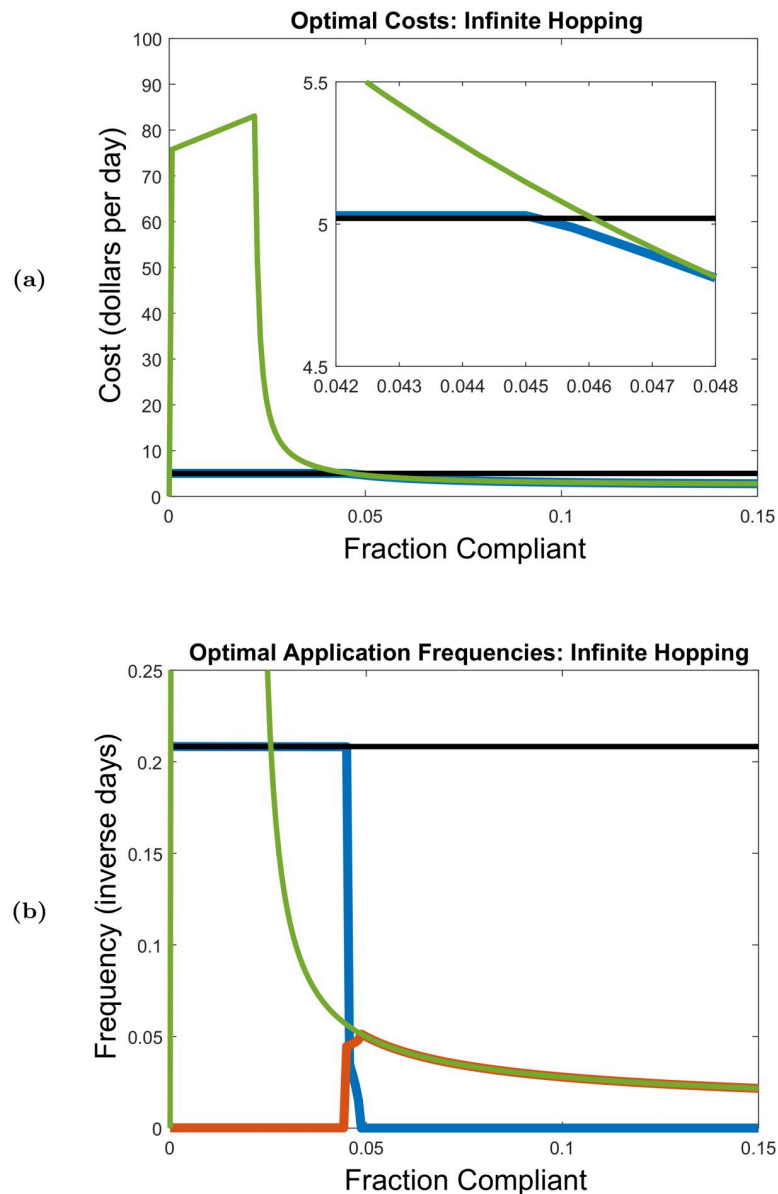 Optimal Costs: Infinite Hopping
100
90
80
70
60
50
40
30
20
10
0
Cost (dollars per day)
5.5
5
4.5
0.042 0.043 0.044 0.045 0.046 0.047 0.048
0 0.05 0.1 0.15
Fraction Compliant
(a)
Optimal Application Frequencies: Infinite Hopping
0.25
0.2
0.15
0.1
0.05
0
Frequency (inverse days)
0 0.05 0.1 0.15
Fraction Compliant
(b)